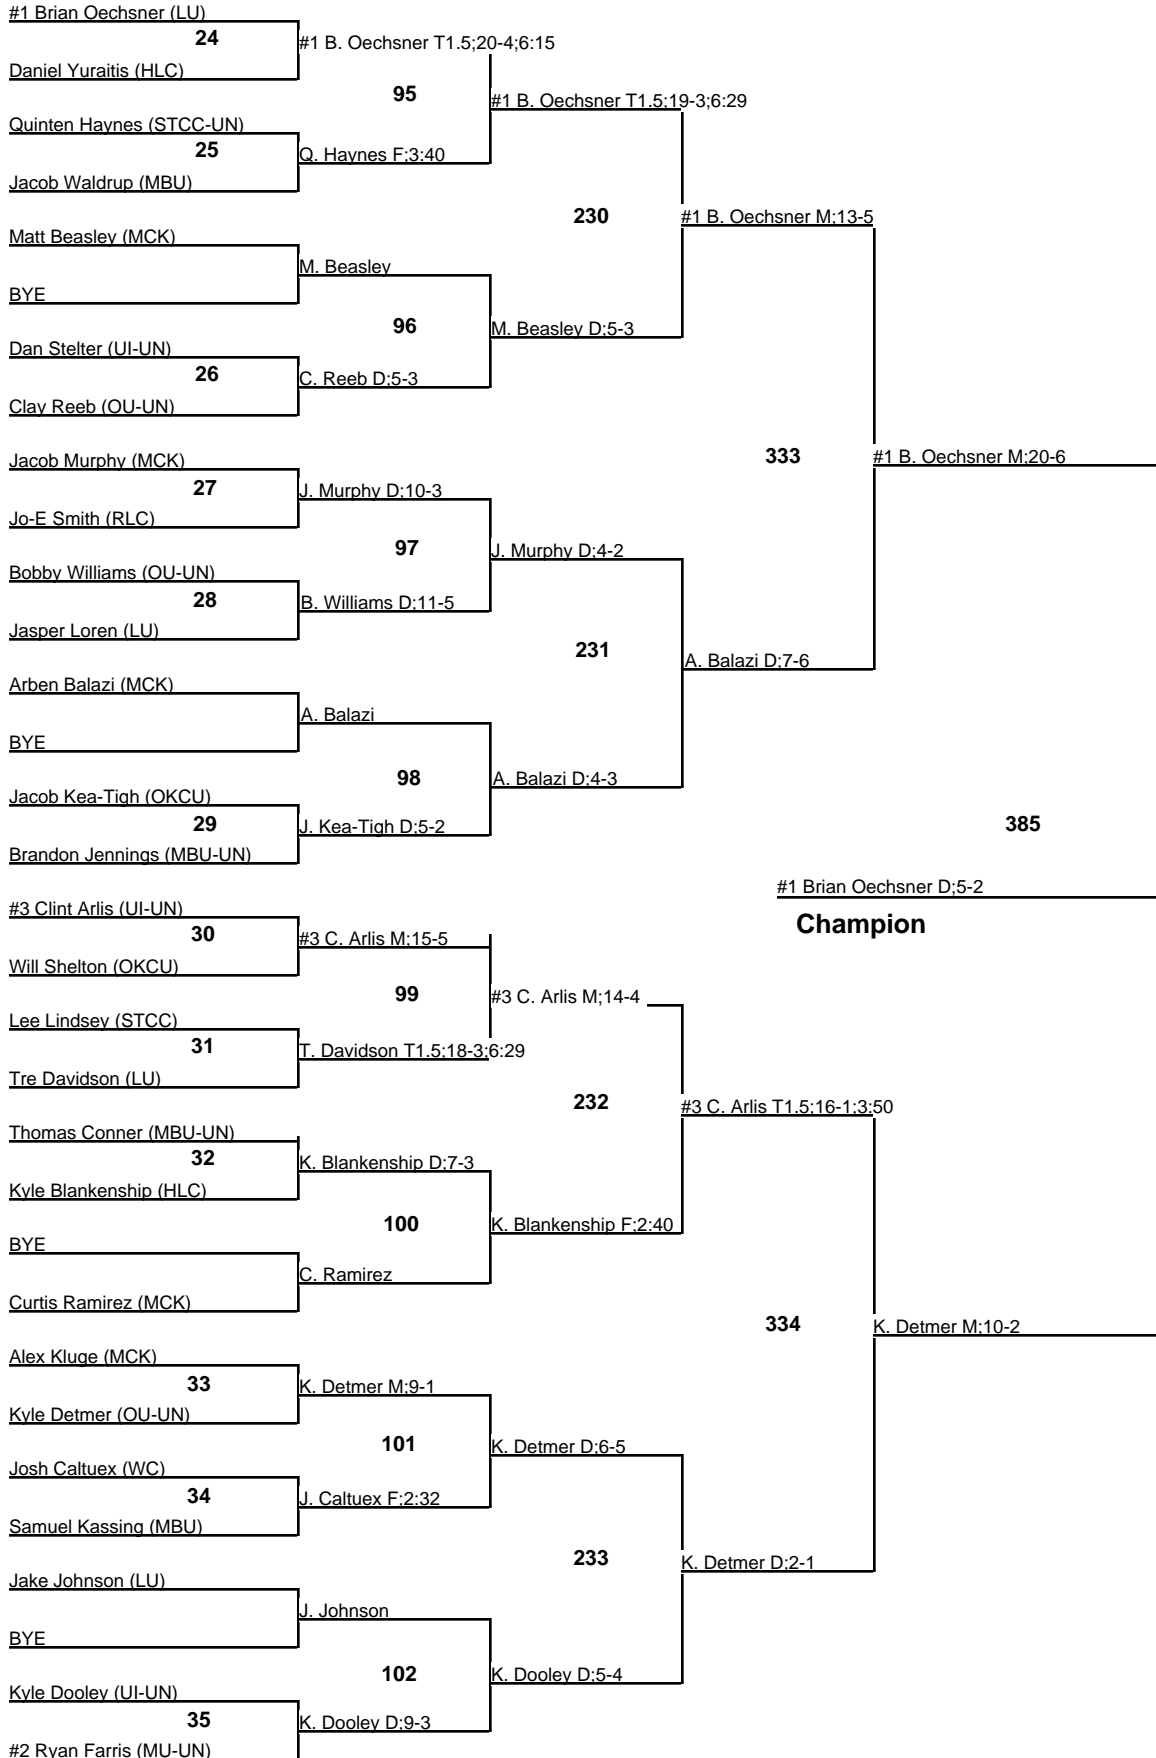 #1 Brian Oechsner (LU)
24
#1 B. Oechsner T1.5;20-4;6:15
Daniel Yuraitis (HLC)
95
#1 B. Oechsner T1.5;19-3;6:29
Quinten Haynes (STCC-UN)
25
Q. Haynes F;3:40
Jacob Waldrup (MBU)
230
#1 B. Oechsner M;13-5
Matt Beasley (MCK)
M. Beasley
BYE
96
M. Beasley D;5-3
Dan Stelter (UI-UN)
26
C. Reeb D;5-3
Clay Reeb (OU-UN)
333
#1 B. Oechsner M;20-6
Jacob Murphy (MCK)
27
J. Murphy D;10-3
Jo-E Smith (RLC)
97
J. Murphy D;4-2
Bobby Williams (OU-UN)
28
B. Williams D;11-5
Jasper Loren (LU)
231
A. Balazi D;7-6
Arben Balazi (MCK)
A. Balazi
BYE
98
A. Balazi D;4-3
Jacob Kea-Tigh (OKCU)
29
J. Kea-Tigh D;5-2
Brandon Jennings (MBU-UN)
385
#1 Brian Oechsner D;5-2
Champion
#3 Clint Arlis (UI-UN)
30
#3 C. Arlis M;15-5
Will Shelton (OKCU)
99
#3 C. Arlis M;14-4
Lee Lindsey (STCC)
31
T. Davidson T1.5;18-3;6:29
Tre Davidson (LU)
232
#3 C. Arlis T1.5;16-1;3:50
Thomas Conner (MBU-UN)
32
K. Blankenship D;7-3
Kyle Blankenship (HLC)
100
K. Blankenship F;2:40
BYE
C. Ramirez
Curtis Ramirez (MCK)
334
K. Detmer M;10-2
Alex Kluge (MCK)
33
K. Detmer M;9-1
Kyle Detmer (OU-UN)
101
K. Detmer D;6-5
Josh Caltuex (WC)
34
J. Caltuex F;2:32
Samuel Kassing (MBU)
233
K. Detmer D;2-1
Jake Johnson (LU)
J. Johnson
BYE
102
K. Dooley D;5-4
Kyle Dooley (UI-UN)
35
K. Dooley D;9-3
#2 Ryan Farris (MU-UN)